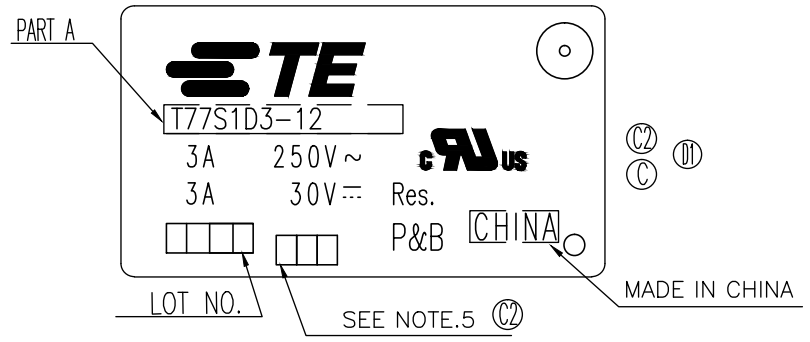 PART A
TE
T77S1D3-12
3A 250V~
3A 30V⎓ Res.
P&B CHINA
c RU US
C2
C
D1
LOT NO.
SEE NOTE.5 C2
MADE IN CHINA